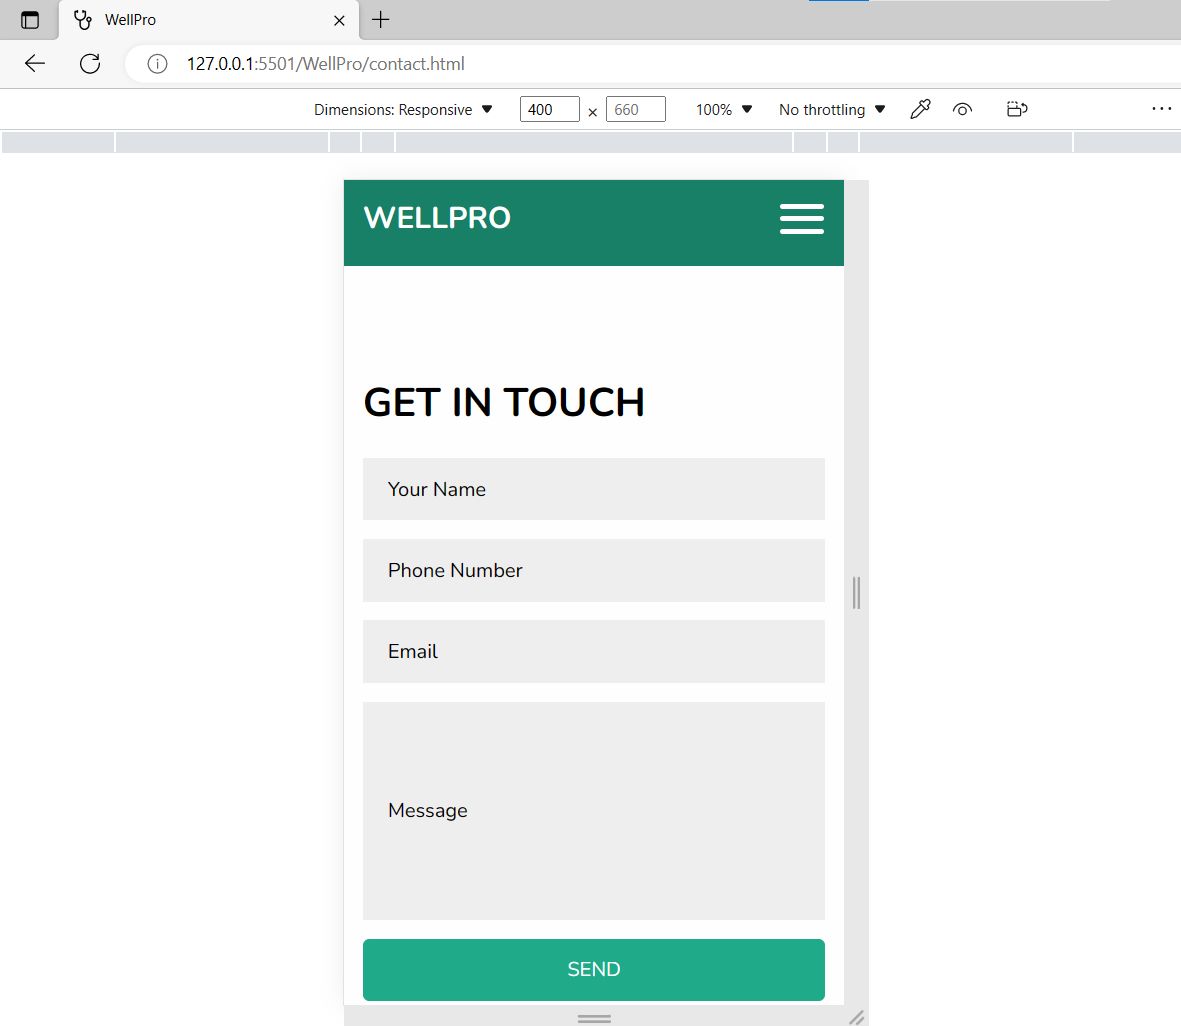 WellPro
127.0.0.1:5501/WellPro/contact.html
Dimensions: Responsive 400 × 660 100% No throttling
WELLPRO
GET IN TOUCH
Your Name
Phone Number
Email
Message
SEND